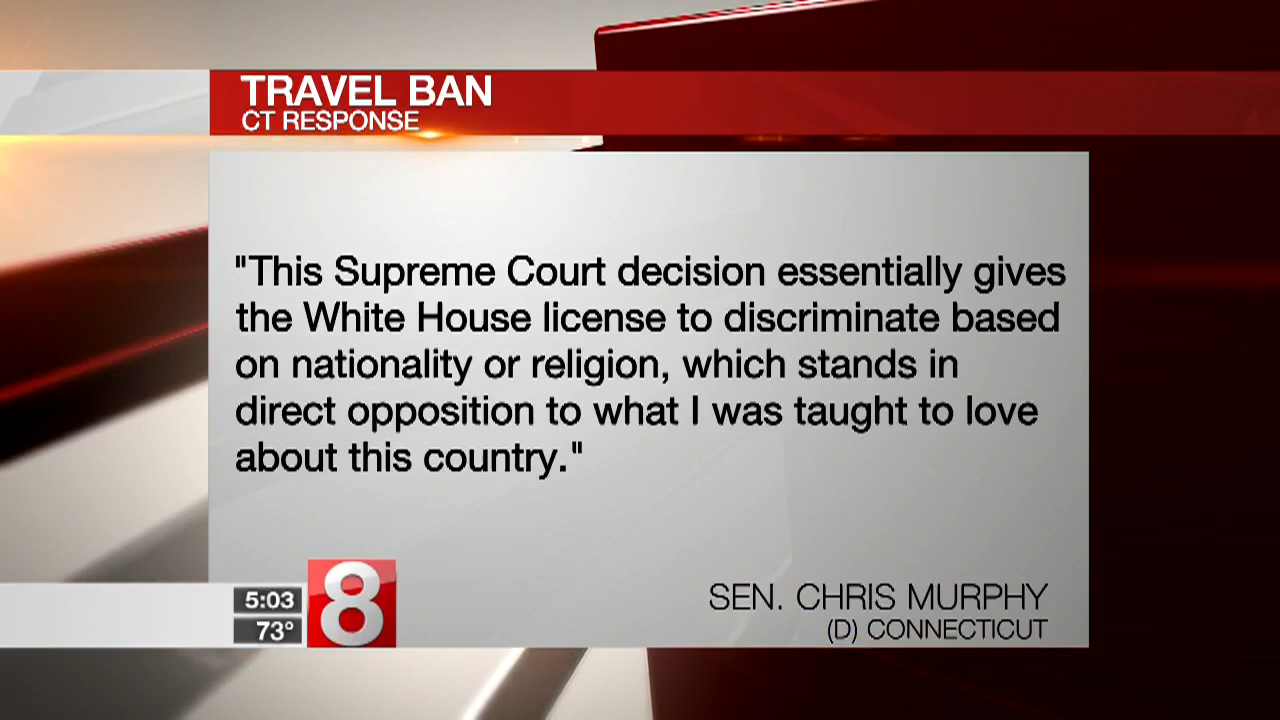 TRAVEL BAN
CT RESPONSE
"This Supreme Court decision essentially gives
the White House license to discriminate based
on nationality or religion, which stands in
direct opposition to what I was taught to love
about this country."
SEN. CHRIS MURPHY
(D) CONNECTICUT
5:03
73°
8